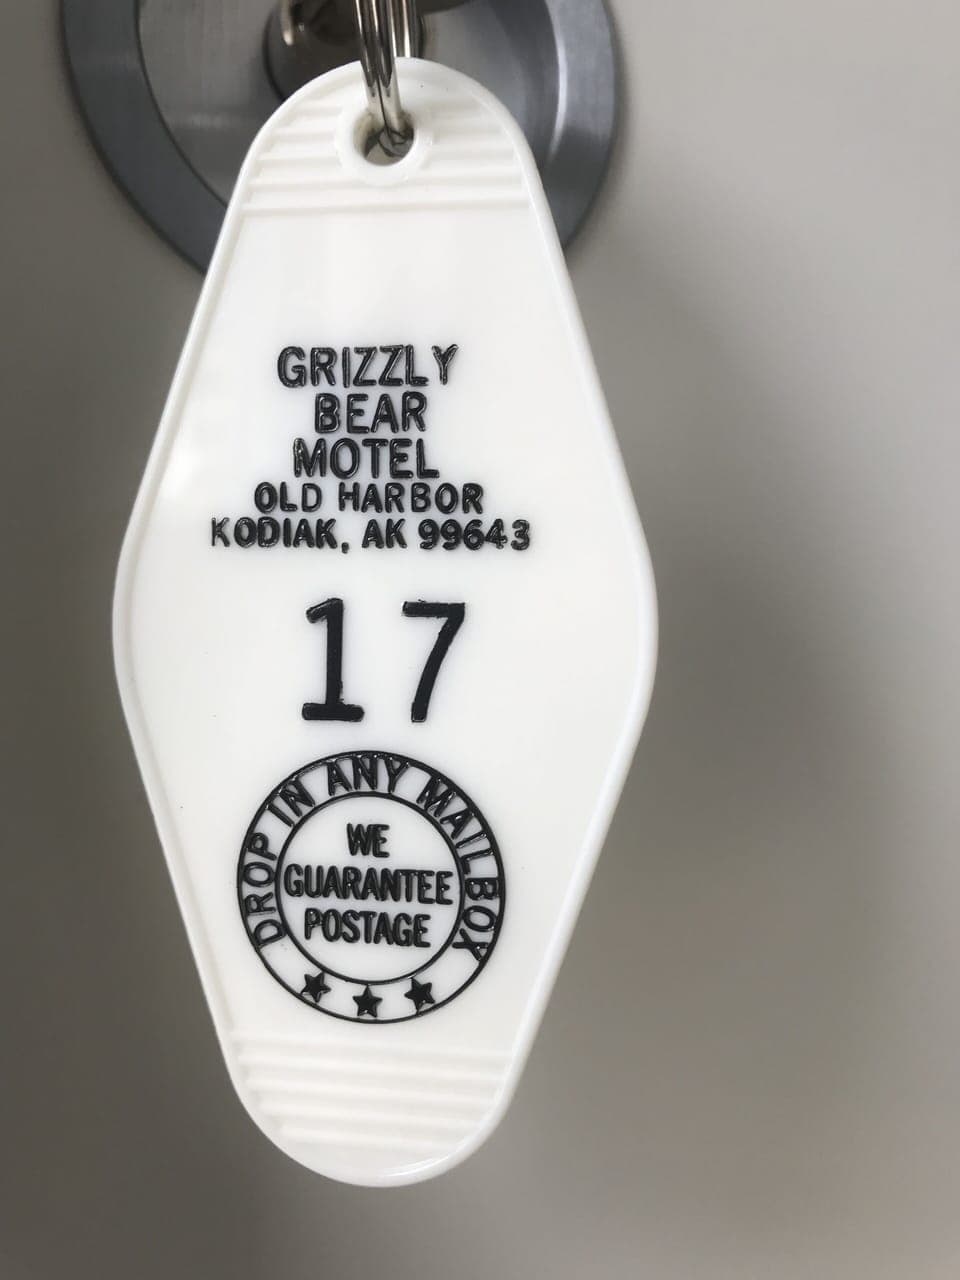 GRIZZLY
BEAR
MOTEL
OLD HARBOR
KODIAK, AK 99643
17
DROP IN ANY MAILBOX
WE
GUARANTEE
POSTAGE